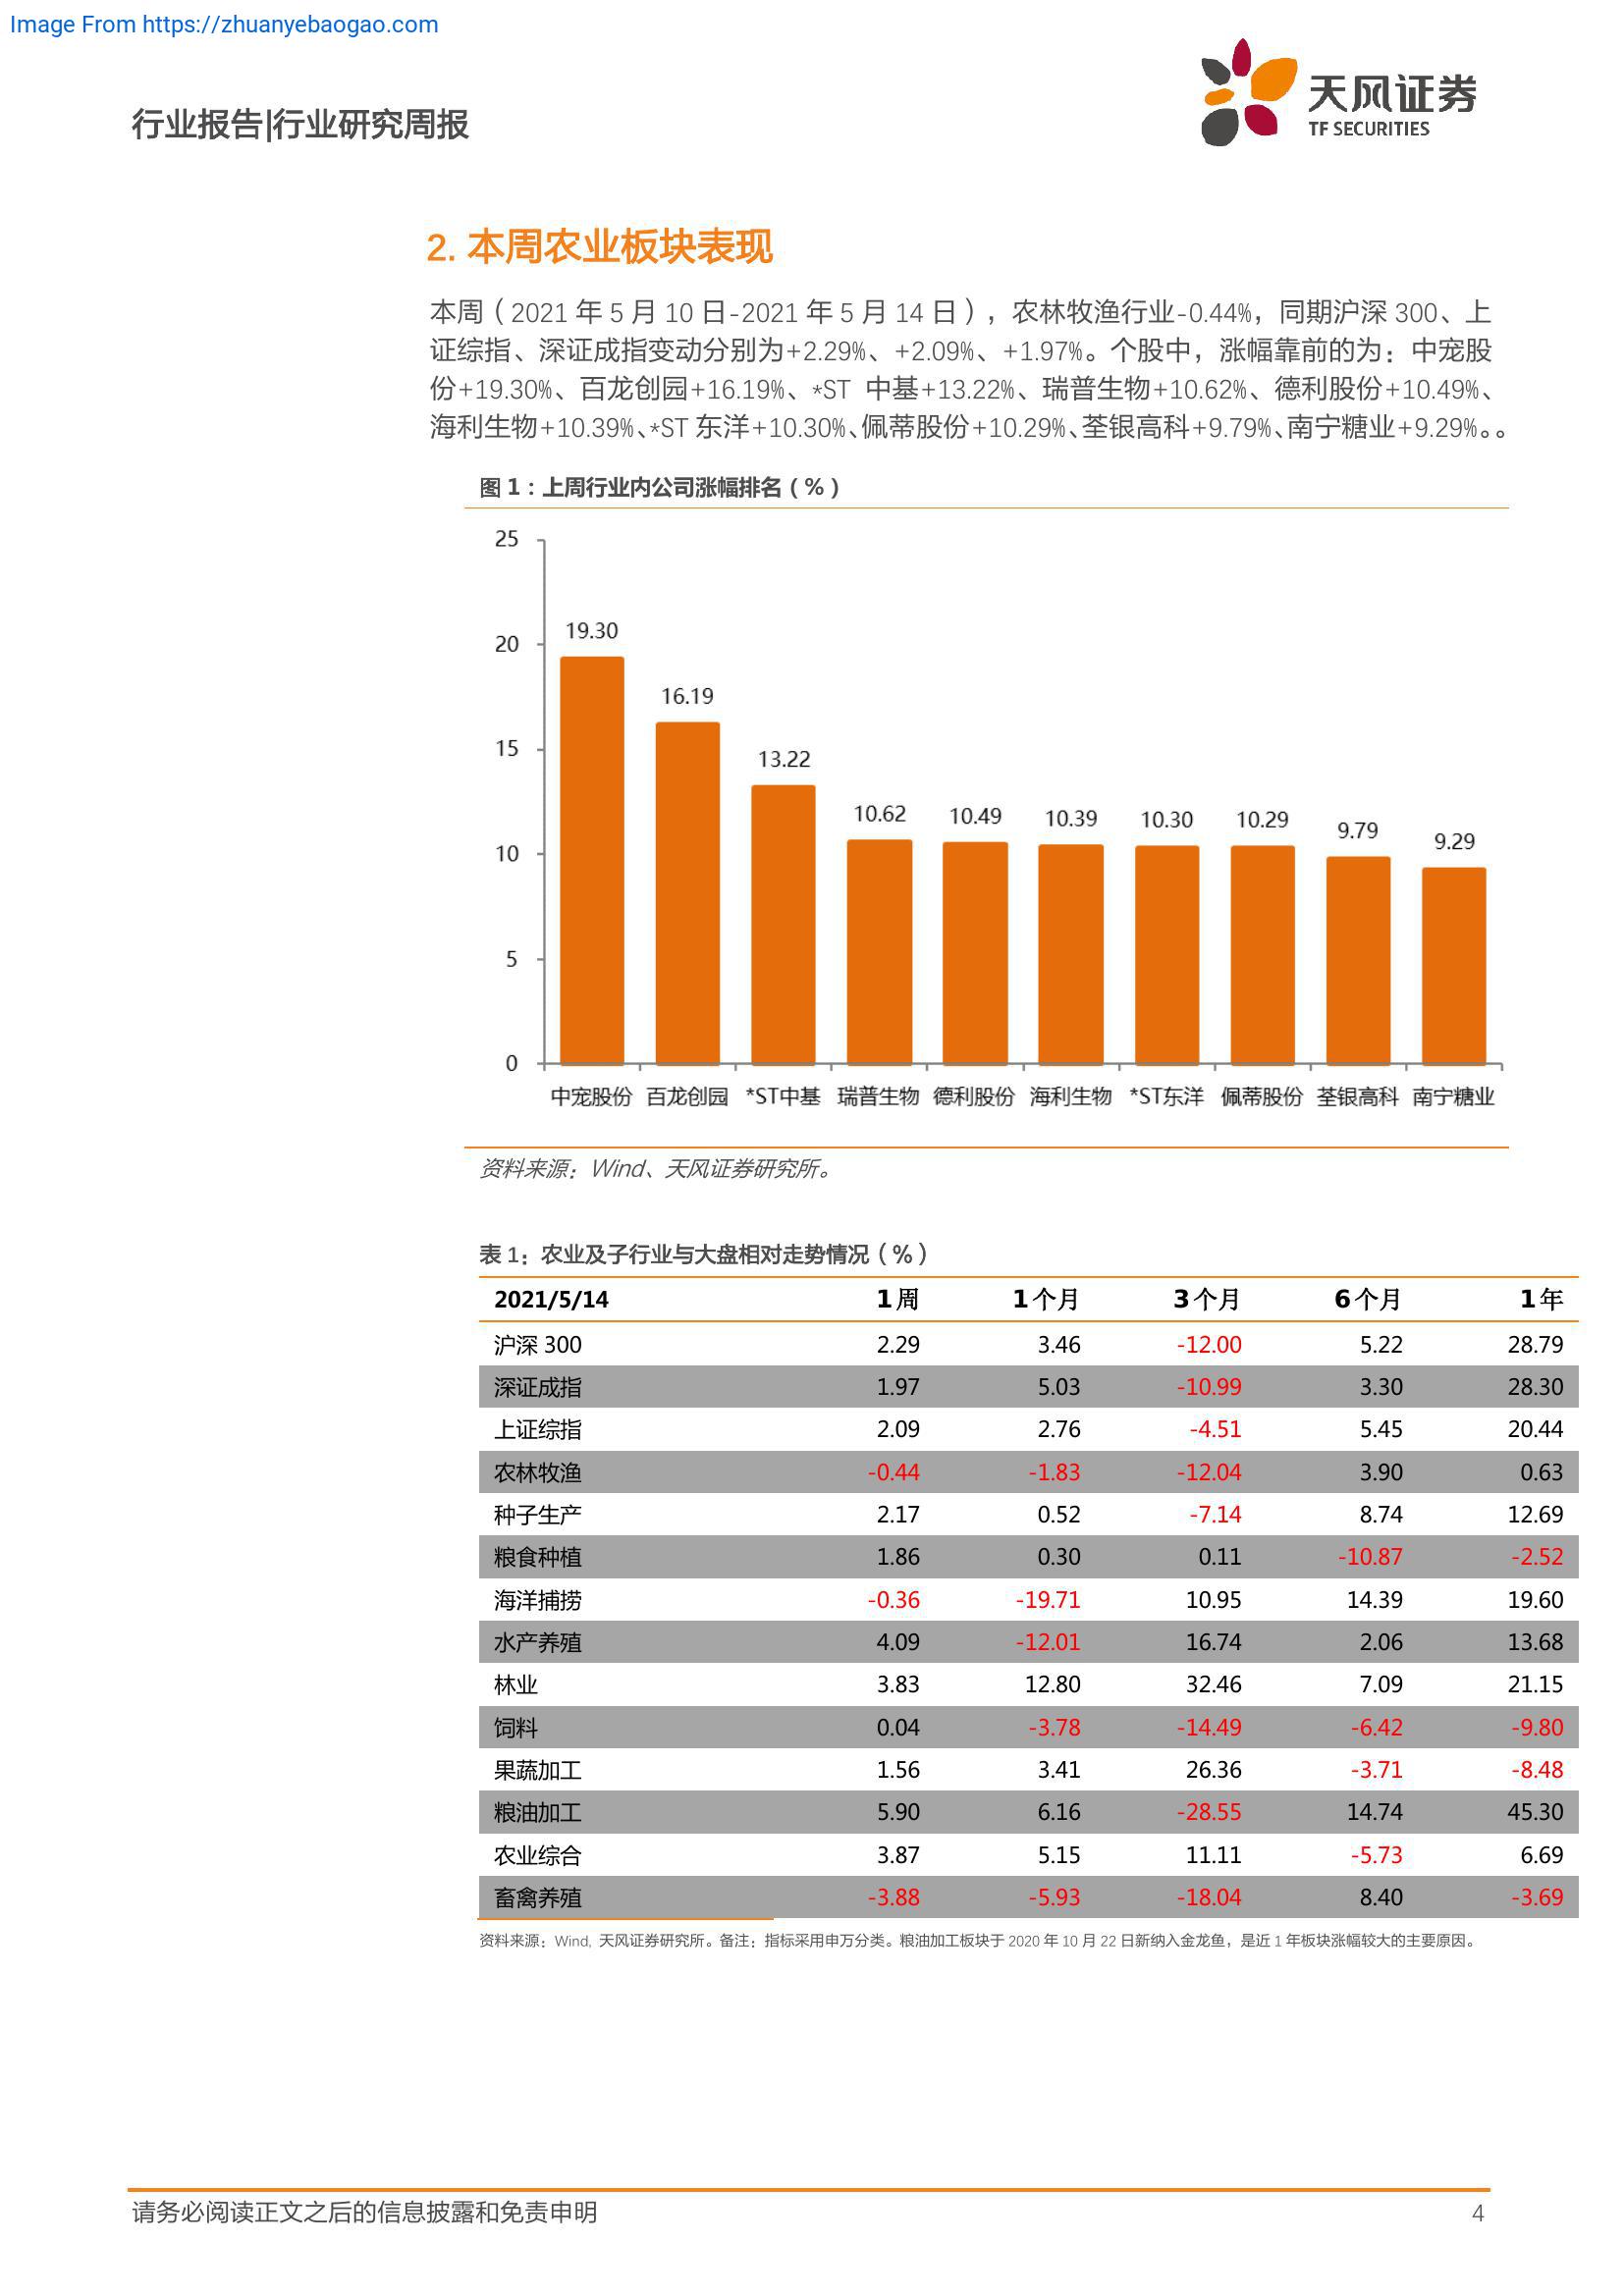 Image From https://zhuanyebaogao.com
天风证券
TF SECURITIES
行业报告|行业研究周报
2. 本周农业板块表现
本周（2021 年 5 月 10 日-2021 年 5 月 14 日），农林牧渔行业-0.44%，同期沪深 300、上
证综指、深证成指变动分别为+2.29%、+2.09%、+1.97%。个股中，涨幅靠前的为：中宠股
份+19.30%、百龙创园+16.19%、*ST 中基+13.22%、瑞普生物+10.62%、德利股份+10.49%、
海利生物+10.39%、*ST 东洋+10.30%、佩蒂股份+10.29%、荃银高科+9.79%、南宁糖业+9.29%。。
图 1：上周行业内公司涨幅排名（%）
25
20
15
10
5
0
19.30
16.19
13.22
10.62
10.49
10.39
10.30
10.29
9.79
9.29
中宠股份 百龙创园 *ST中基 瑞普生物 德利股份 海利生物 *ST东洋 佩蒂股份 荃银高科 南宁糖业
资料来源：Wind、天风证券研究所。
表 1：农业及子行业与大盘相对走势情况（%）
2021/5/14 1 周 1 个月 3 个月 6 个月 1 年
沪深 300 2.29 3.46 -12.00 5.22 28.79
深证成指 1.97 5.03 -10.99 3.30 28.30
上证综指 2.09 2.76 -4.51 5.45 20.44
农林牧渔 -0.44 -1.83 -12.04 3.90 0.63
种子生产 2.17 0.52 -7.14 8.74 12.69
粮食种植 1.86 0.30 0.11 -10.87 -2.52
海洋捕捞 -0.36 -19.71 10.95 14.39 19.60
水产养殖 4.09 -12.01 16.74 2.06 13.68
林业 3.83 12.80 32.46 7.09 21.15
饲料 0.04 -3.78 -14.49 -6.42 -9.80
果蔬加工 1.56 3.41 26.36 -3.71 -8.48
粮油加工 5.90 6.16 -28.55 14.74 45.30
农业综合 3.87 5.15 11.11 -5.73 6.69
畜禽养殖 -3.88 -5.93 -18.04 8.40 -3.69
资料来源：Wind, 天风证券研究所。备注：指标采用申万分类。粮油加工板块于 2020 年 10 月 22 日新纳入金龙鱼，是近 1 年板块涨幅较大的主要原因。
请务必阅读正文之后的信息披露和免责申明 4